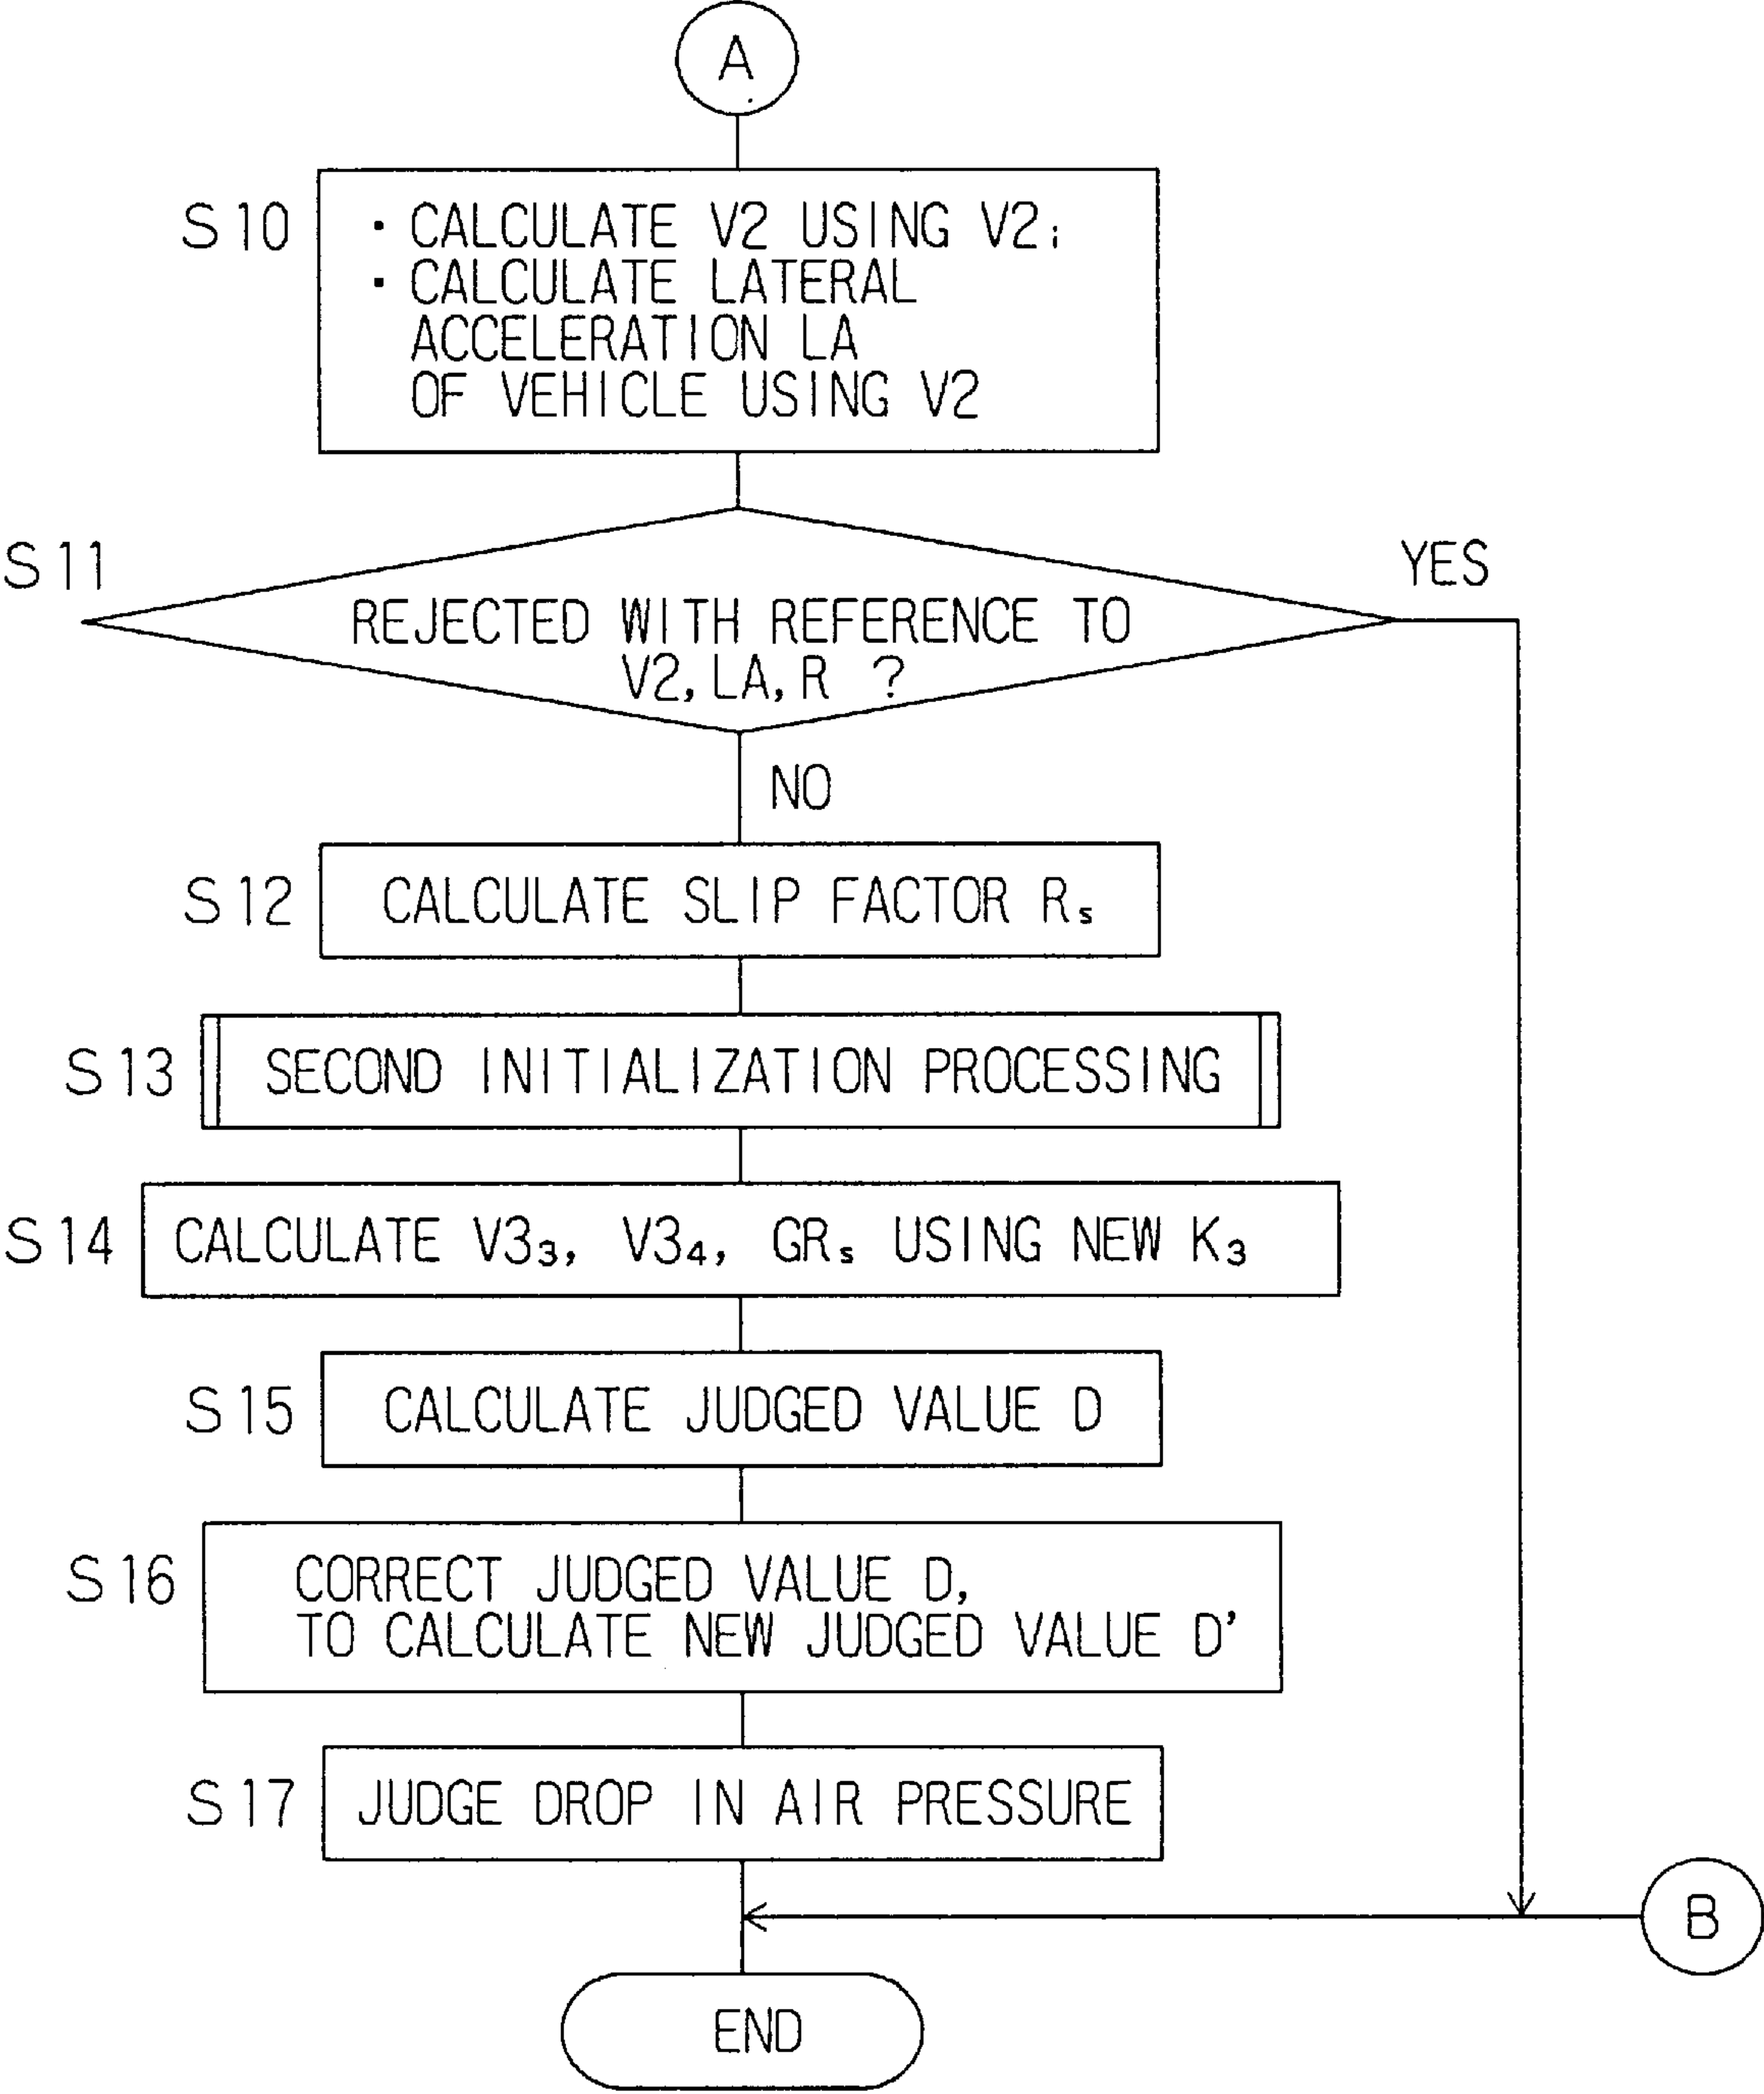 A
S10
· CALCULATE V2 USING V2i
· CALCULATE LATERAL
ACCELERATION LA
OF VEHICLE USING V2
S11
YES
REJECTED WITH REFERENCE TO
V2, LA, R ?
NO
S12
CALCULATE SLIP FACTOR Rs
S13
SECOND INITIALIZATION PROCESSING
S14
CALCULATE V3₃, V3₄, GRs USING NEW K₃
S15
CALCULATE JUDGED VALUE D
S16
CORRECT JUDGED VALUE D,
TO CALCULATE NEW JUDGED VALUE D'
S17
JUDGE DROP IN AIR PRESSURE
B
END